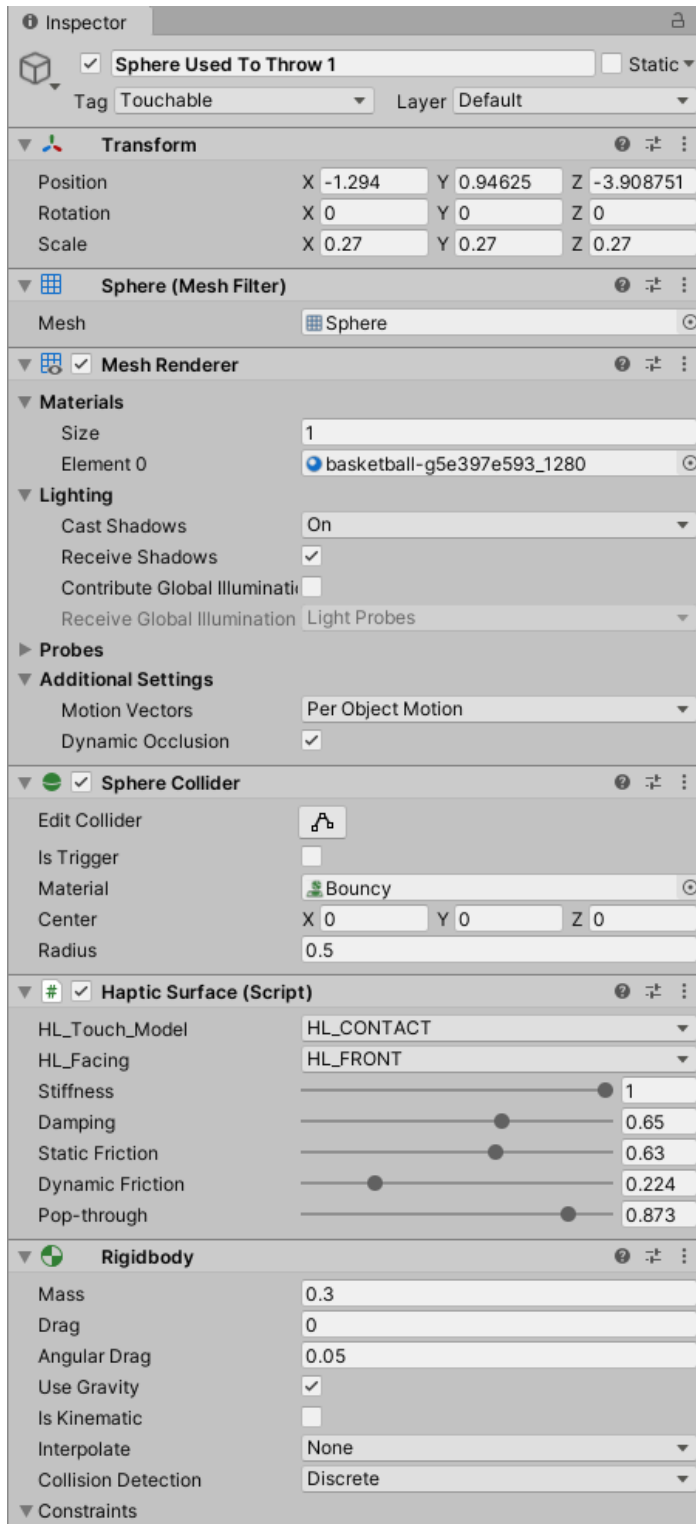 Inspector
Sphere Used To Throw 1 Static
Tag Touchable Layer Default
Transform
Position X -1.294 Y 0.94625 Z -3.908751
Rotation X 0 Y 0 Z 0
Scale X 0.27 Y 0.27 Z 0.27
Sphere (Mesh Filter)
Mesh Sphere
Mesh Renderer
Materials
Size 1
Element 0 basketball-g5e397e593_1280
Lighting
Cast Shadows On
Receive Shadows
Contribute Global Illuminati
Receive Global Illumination Light Probes
Probes
Additional Settings
Motion Vectors Per Object Motion
Dynamic Occlusion
Sphere Collider
Edit Collider
Is Trigger
Material Bouncy
Center X 0 Y 0 Z 0
Radius 0.5
# Haptic Surface (Script)
HL_Touch_Model HL_CONTACT
HL_Facing HL_FRONT
Stiffness 1
Damping 0.65
Static Friction 0.63
Dynamic Friction 0.224
Pop-through 0.873
Rigidbody
Mass 0.3
Drag 0
Angular Drag 0.05
Use Gravity
Is Kinematic
Interpolate None
Collision Detection Discrete
Constraints